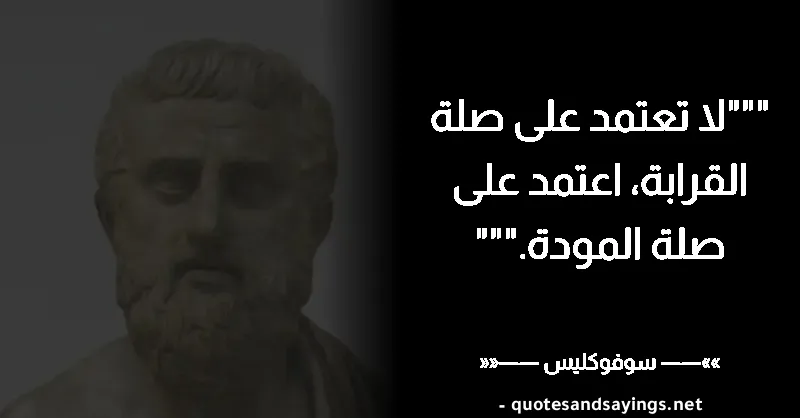 """لا تعتمد على صلة
القرابة، اعتمد على
صلة المودة."""
»»—— سوفوكليس ——««
- quotesandsayings.net